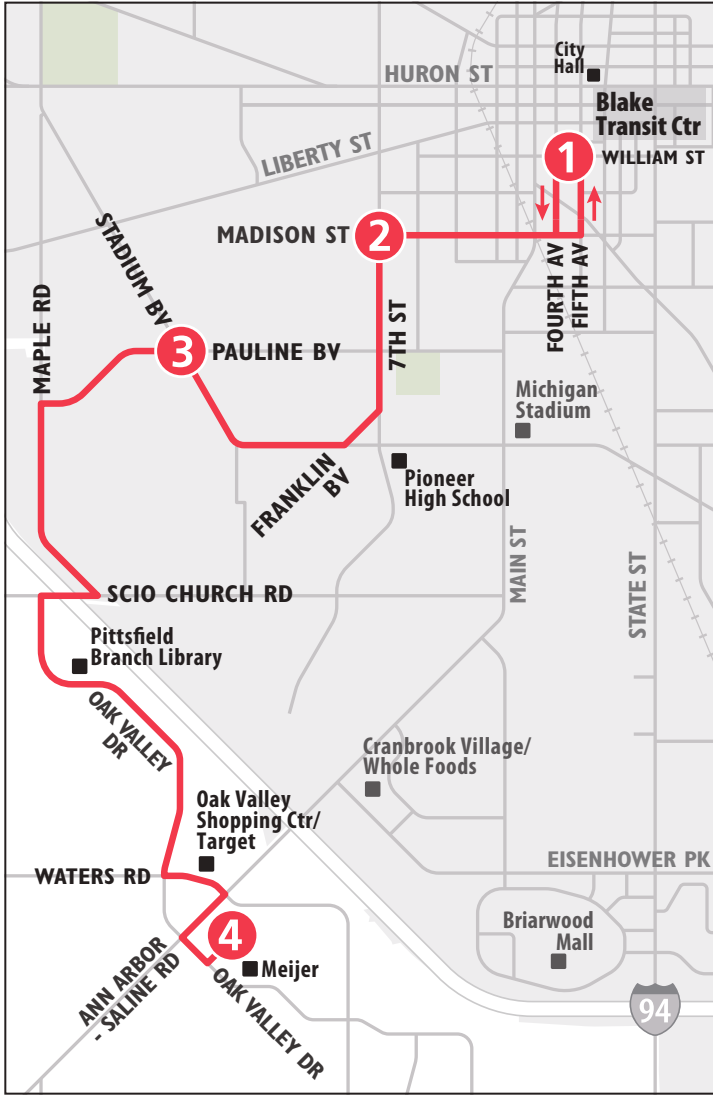 City
Hall
HURON ST
Blake
Transit Ctr
1
WILLIAM ST
LIBERTY ST
STADIUM BV
MADISON ST
2
FOURTH AV
FIFTH AV
MAPLE RD
3
PAULINE BV
7TH ST
Michigan
Stadium
FRANKLIN
BV
Pioneer
High School
MAIN ST
STATE ST
SCIO CHURCH RD
Pittsfield
Branch Library
OAK VALLEY
DR
Cranbrook Village/
Whole Foods
Oak Valley
Shopping Ctr/
Target
WATERS RD
EISENHOWER PK
4
Briarwood
Mall
Meijer
ANN ARBOR
- SALINE RD
OAK VALLEY DR
94